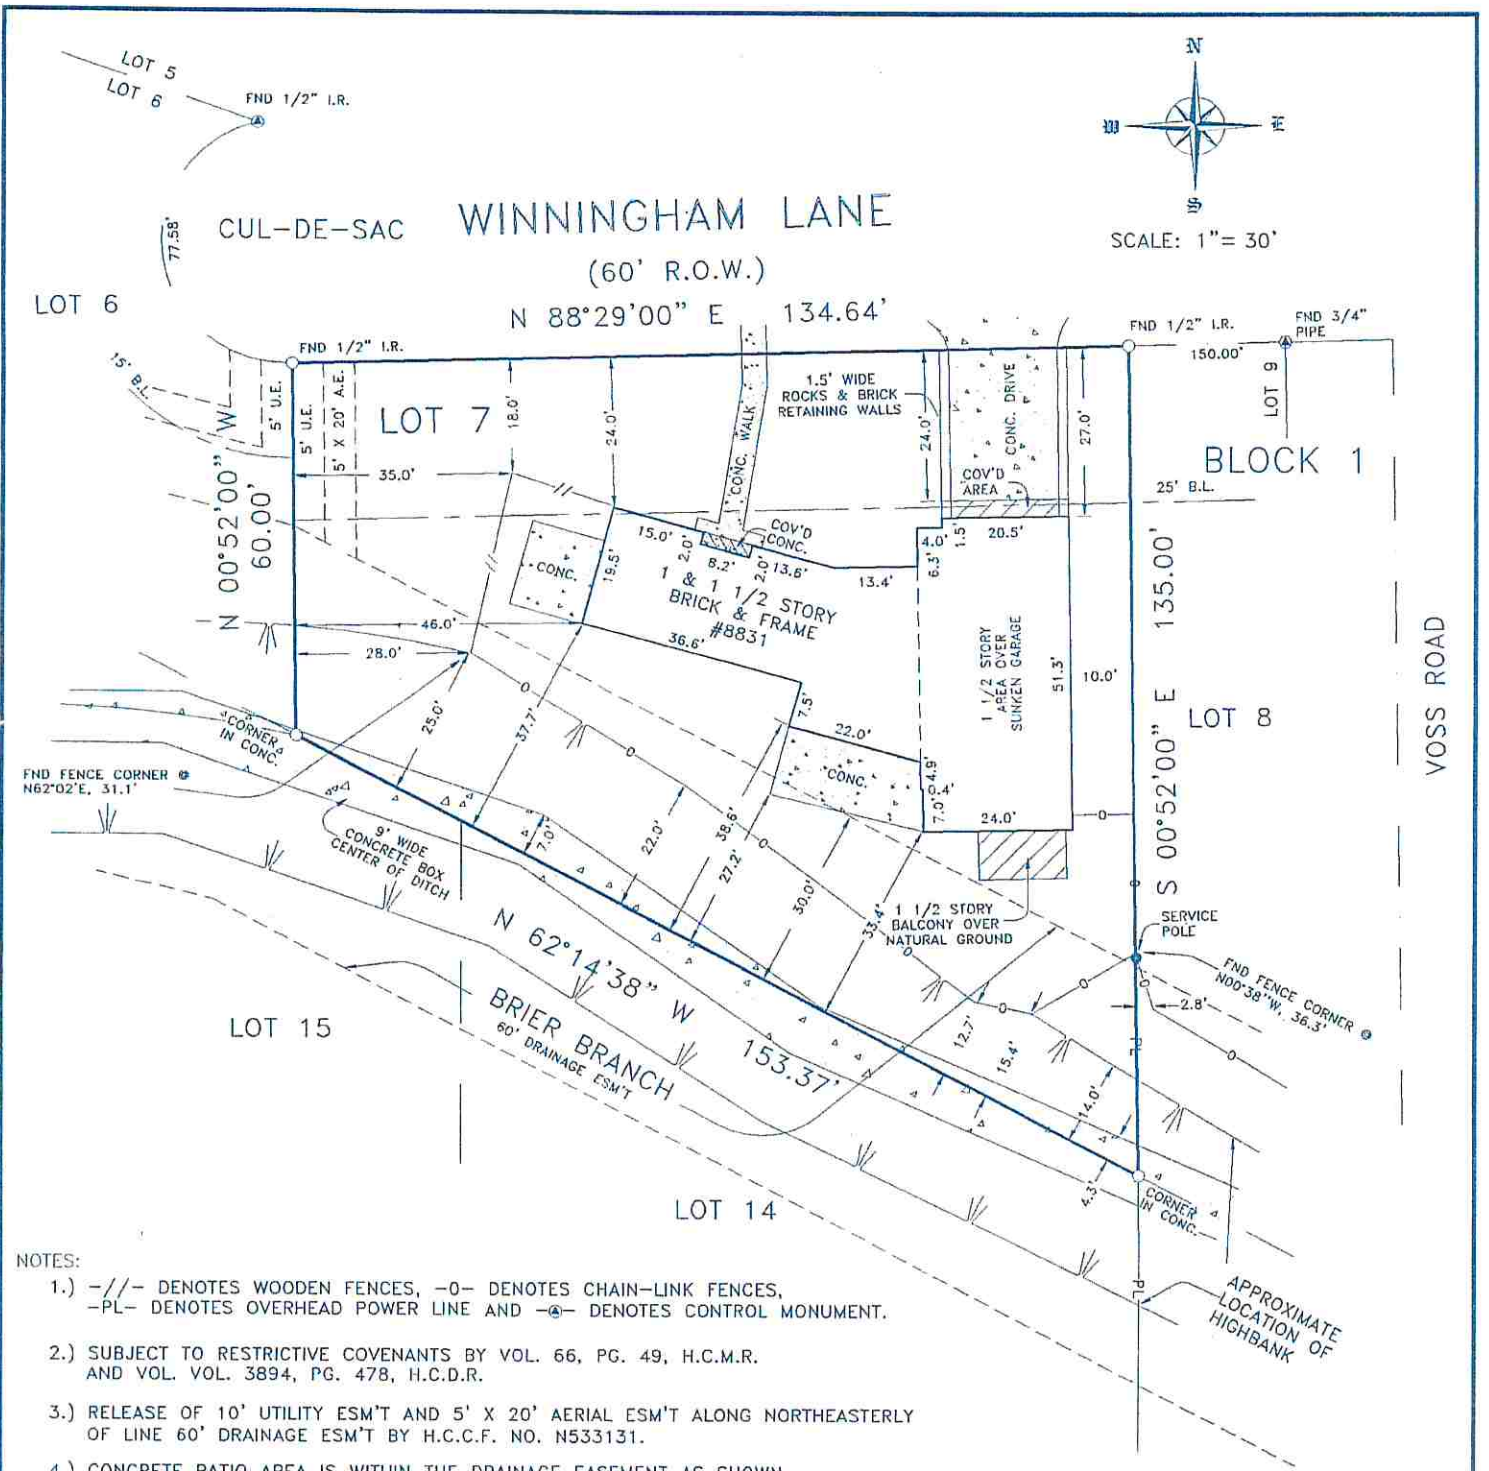 LOT 5
LOT 6
FND 1/2" I.R.
N
W
E
S
SCALE: 1"= 30'
77.58'
CUL-DE-SAC
WINNINGHAM LANE
(60' R.O.W.)
N 88°29'00" E 134.64'
LOT 6
FND 1/2" I.R.
FND 1/2" I.R.
FND 3/4"
PIPE
150.00'
LOT 9
15' B.L.
5' U.E.
5' U.E.
5' X 20' A.E.
LOT 7
18.0'
24.0'
35.0'
CONC. WALK
1.5' WIDE
ROCKS & BRICK
RETAINING WALLS
24.0'
CONC. DRIVE
27.0'
COV'D
AREA
BLOCK 1
25' B.L.
N 00°52'00" W
60.00'
CONC.
19.5'
15.0'
2.0'
8.2'
2.0'
COV'D
CONC.
13.6'
13.4'
4.0'
6.3'
1.5'
20.5'
1 & 1 1/2 STORY
BRICK & FRAME
#8831
46.0'
28.0'
36.6'
7.5'
22.0'
1 1/2 STORY
AREA OVER
SUNKEN GARAGE
51.3'
10.0'
S 00°52'00" E 135.00'
LOT 8
VOSS ROAD
CORNER
IN CONC.
FND FENCE CORNER @
N62°02'E, 31.1'
25.0'
37.7'
CONC.
4.9'
0.4'
7.0'
24.0'
9' WIDE
CONCRETE BOX
CENTER OF DITCH
7.0'
22.0'
38.6'
27.2'
30.0'
33.4'
1 1/2 STORY
BALCONY OVER
NATURAL GROUND
SERVICE
POLE
FND FENCE CORNER @
N00°38"W, 36.3'
2.8'
PL
N 62°14'38" W
153.37'
LOT 15
BRIER BRANCH
60' DRAINAGE ESM'T
12.7'
15.4'
14.0'
4.3'
LOT 14
CORNER
IN CONC.
PL
APPROXIMATE
LOCATION OF
HIGHBANK
NOTES:
1.) -//- DENOTES WOODEN FENCES, -0- DENOTES CHAIN-LINK FENCES,
-PL- DENOTES OVERHEAD POWER LINE AND -- DENOTES CONTROL MONUMENT.
2.) SUBJECT TO RESTRICTIVE COVENANTS BY VOL. 66, PG. 49, H.C.M.R.
AND VOL. VOL. 3894, PG. 478, H.C.D.R.
3.) RELEASE OF 10' UTILITY ESM'T AND 5' X 20' AERIAL ESM'T ALONG NORTHEASTERLY
OF LINE 60' DRAINAGE ESM'T BY H.C.C.F. NO. N533131.
4.) CONCRETE PATIO AREA IS WITHIN THE DRAINAGE EASEMENT AS SHOWN